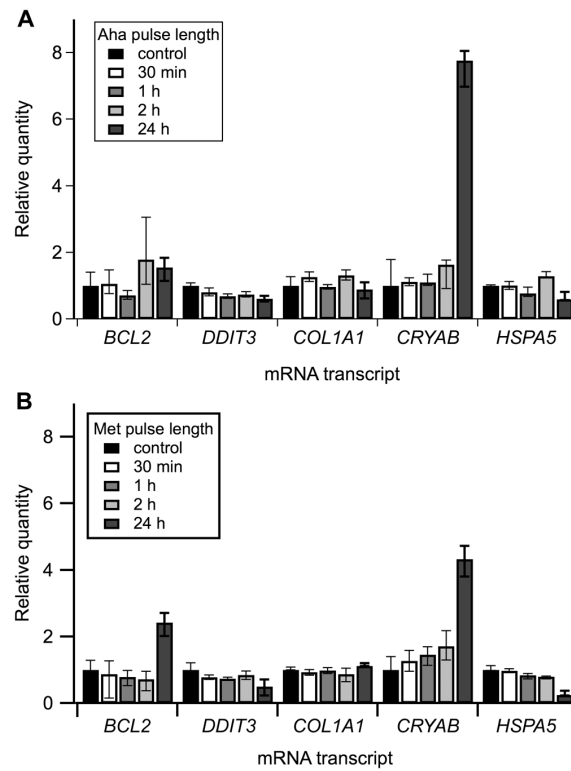 A
Aha pulse length
control
30 min
1 h
2 h
24 h
Relative quantity
8
6
4
2
0
BCL2 DDIT3 COL1A1 CRYAB HSPA5
mRNA transcript
B
Met pulse length
control
30 min
1 h
2 h
24 h
Relative quantity
8
6
4
2
0
BCL2 DDIT3 COL1A1 CRYAB HSPA5
mRNA transcript